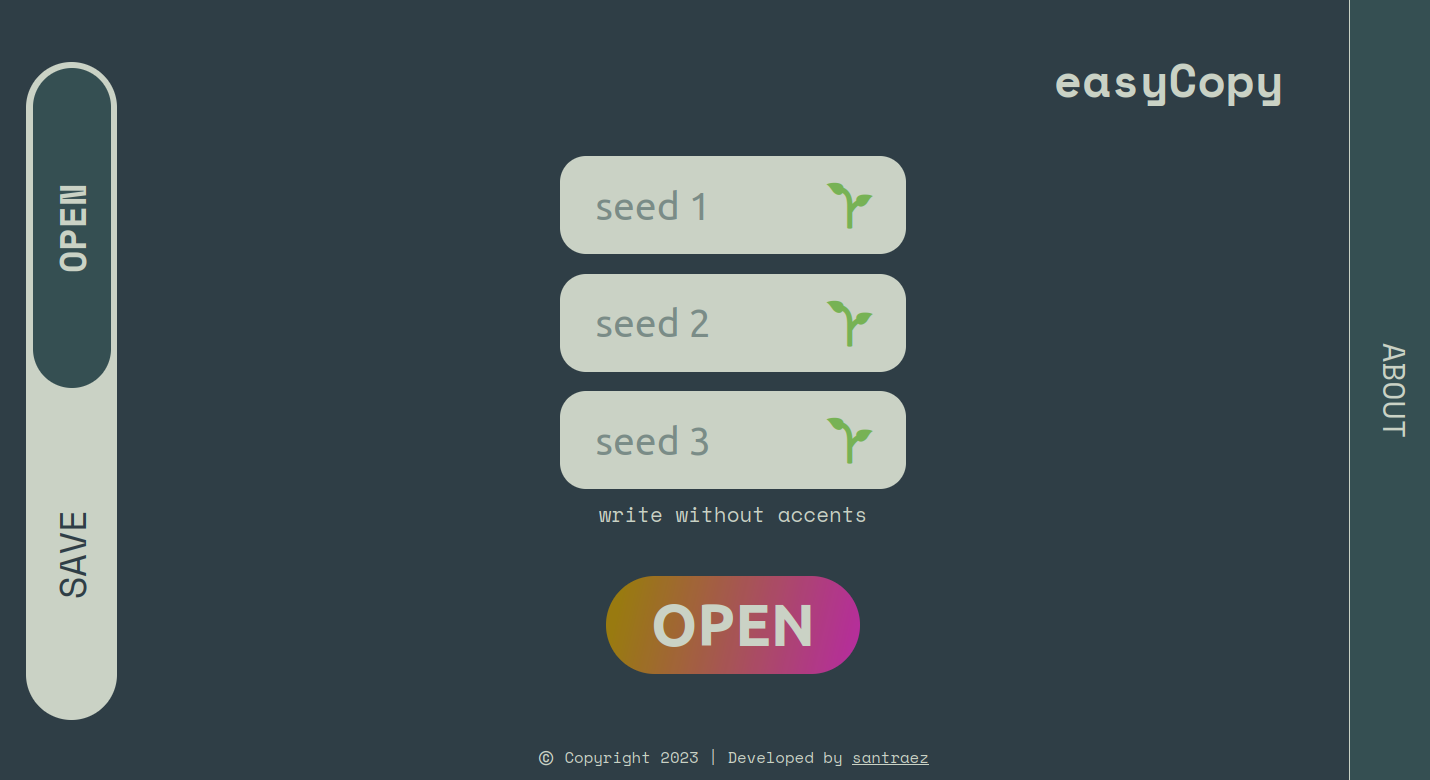 easyCopy
OPEN
SAVE
seed 1
seed 2
seed 3
write without accents
OPEN
© Copyright 2023 | Developed by santraez
ABOUT